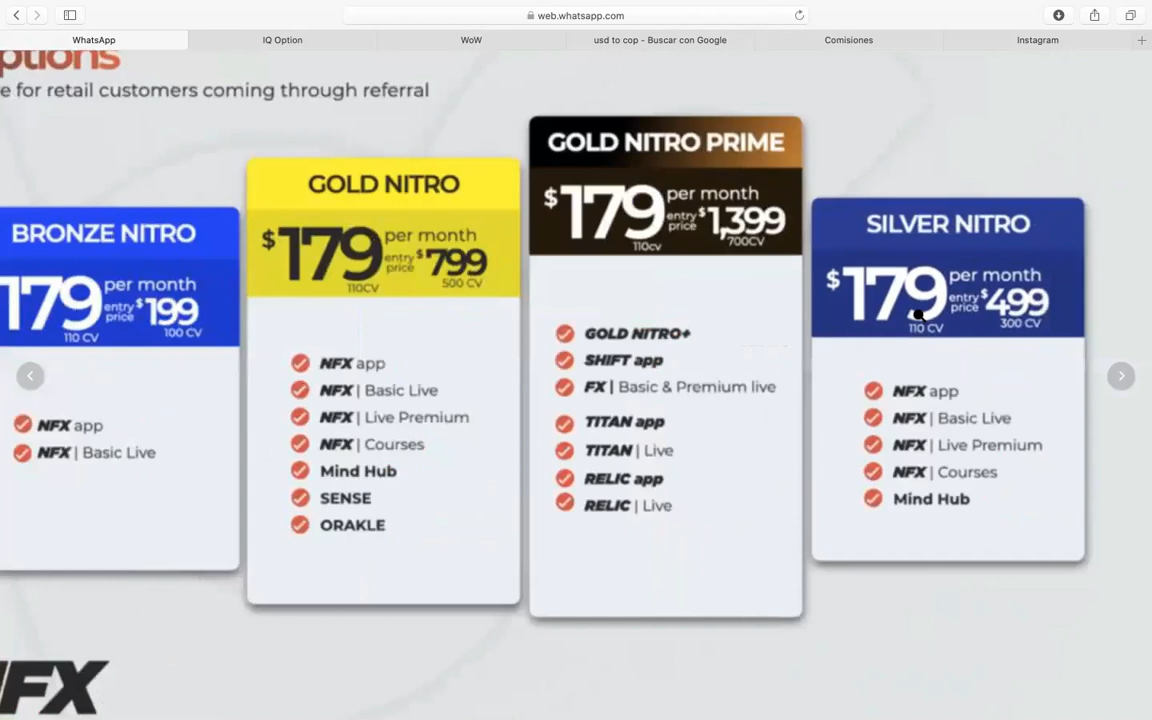 web.whatsapp.com
WhatsApp
IQ Option
WoW
usd to cop - Buscar con Google
Comisiones
Instagram
ptions
e for retail customers coming through referral
BRONZE NITRO
179 per month
entry price $199
110 CV
100 CV
NFX app
NFX | Basic Live
GOLD NITRO
$179 per month
entry price $799
110CV
500 CV
NFX app
NFX | Basic Live
NFX | Live Premium
NFX | Courses
Mind Hub
SENSE
ORAKLE
GOLD NITRO PRIME
$179 per month
entry price $1,399
110cv
700CV
GOLD NITRO+
SHIFT app
FX | Basic & Premium live
TITAN app
TITAN | Live
RELIC app
RELIC | Live
SILVER NITRO
$179 per month
entry price $499
110 CV
300 CV
NFX app
NFX | Basic Live
NFX | Live Premium
NFX | Courses
Mind Hub
NFX